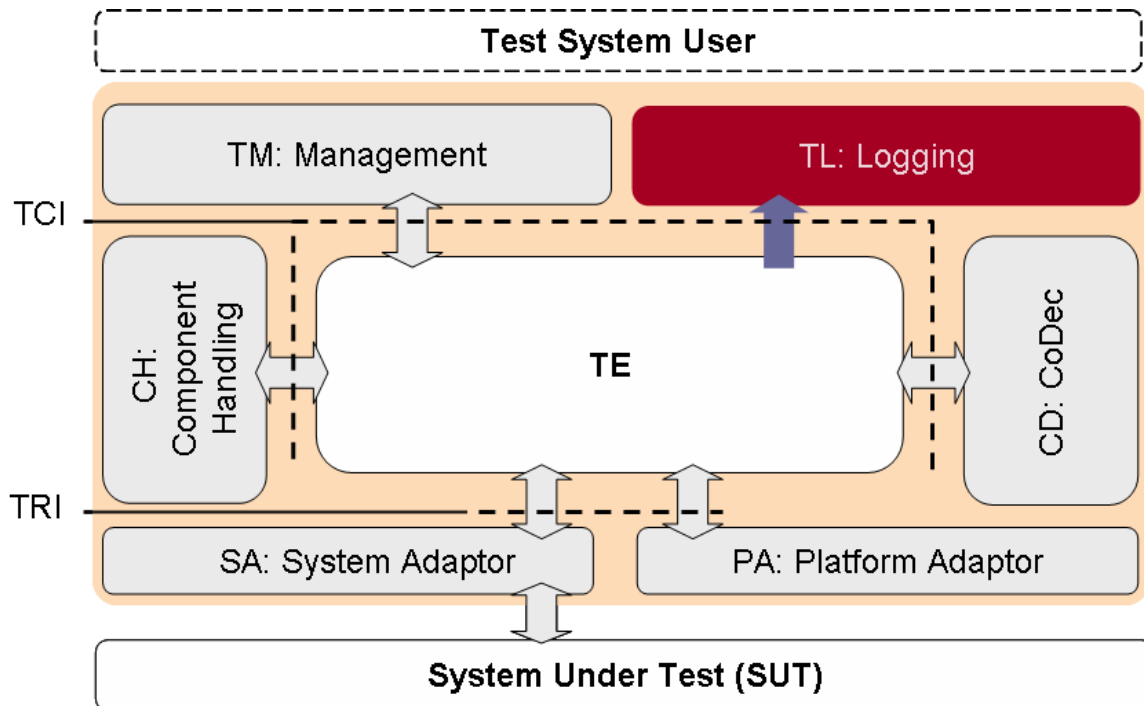 Test System User
TM: Management
TL: Logging
TCI
CH:
Component
Handling
TE
CD: CoDec
TRI
SA: System Adaptor
PA: Platform Adaptor
System Under Test (SUT)